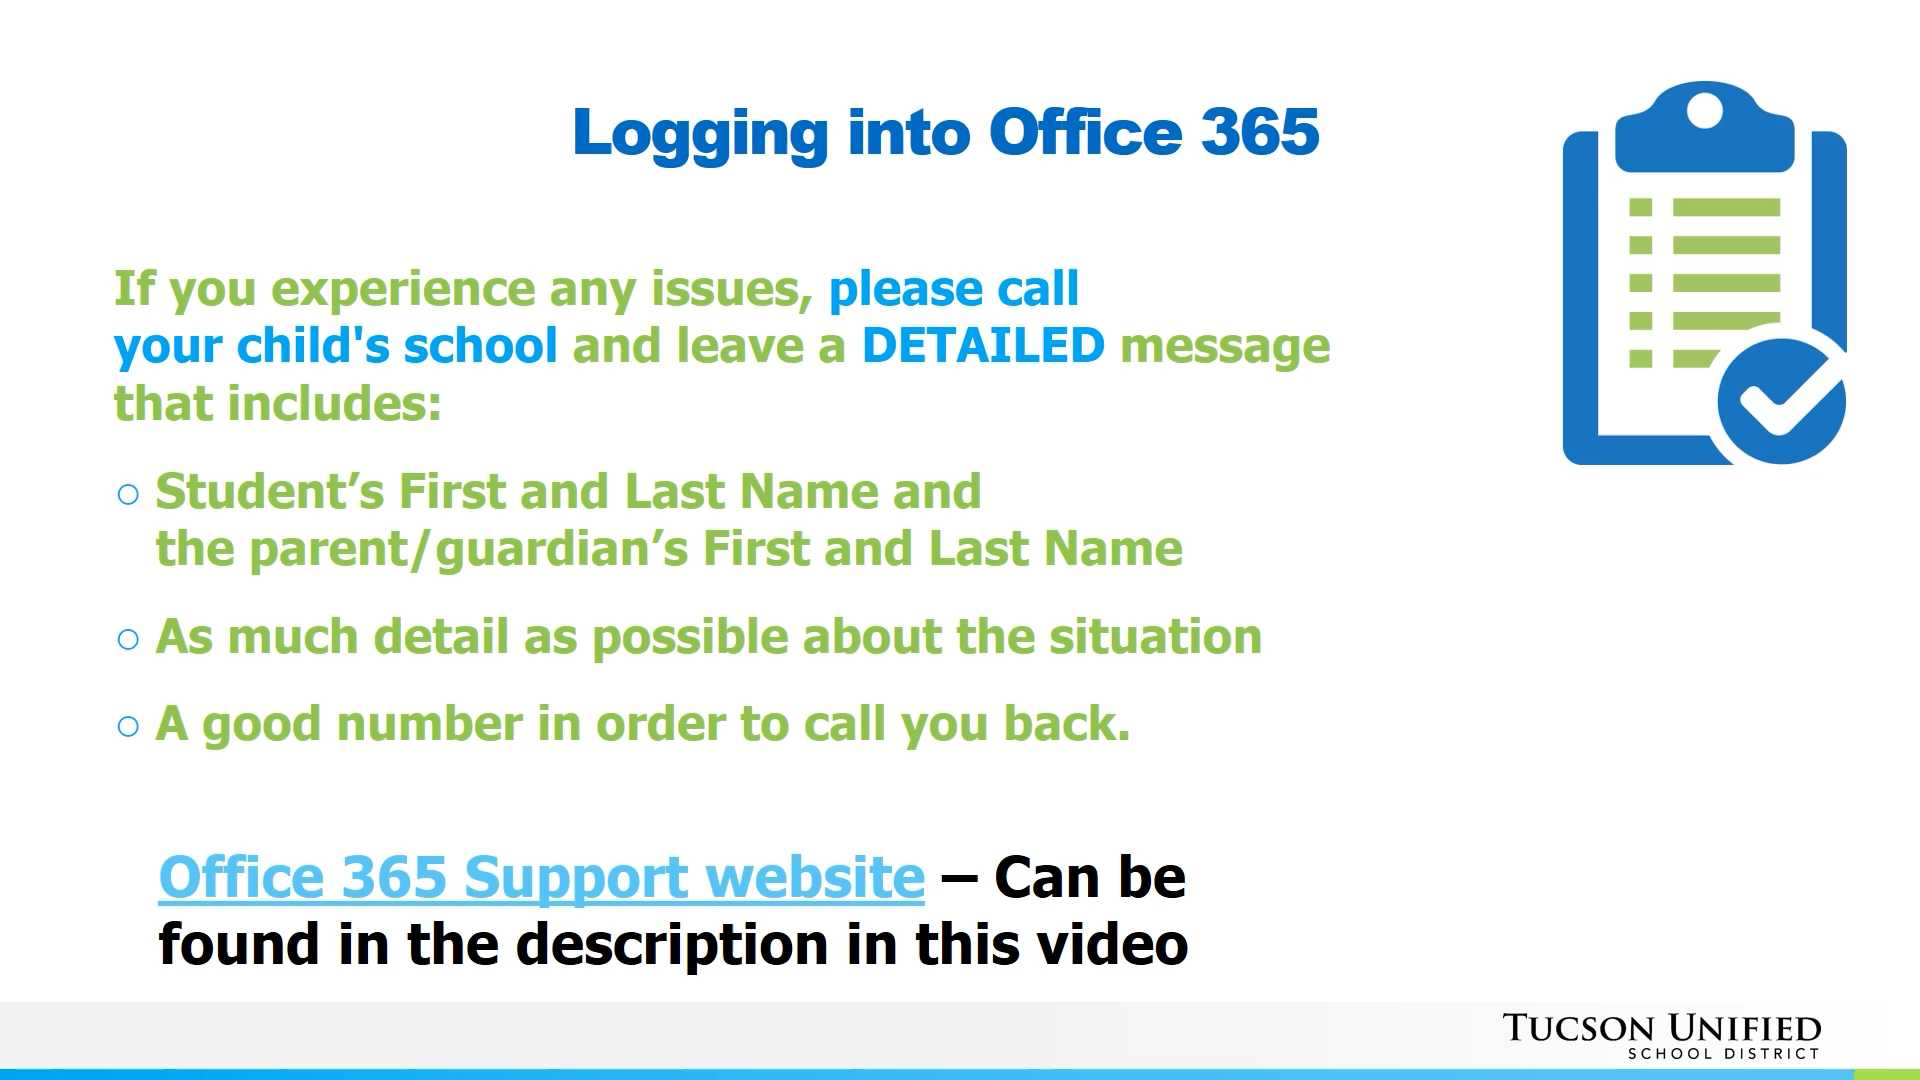 Logging into Office 365
If you experience any issues, please call
your child's school and leave a DETAILED message
that includes:
○ Student’s First and Last Name and
the parent/guardian’s First and Last Name
○ As much detail as possible about the situation
○ A good number in order to call you back.
Office 365 Support website – Can be
found in the description in this video
TUCSON UNIFIED
SCHOOL DISTRICT